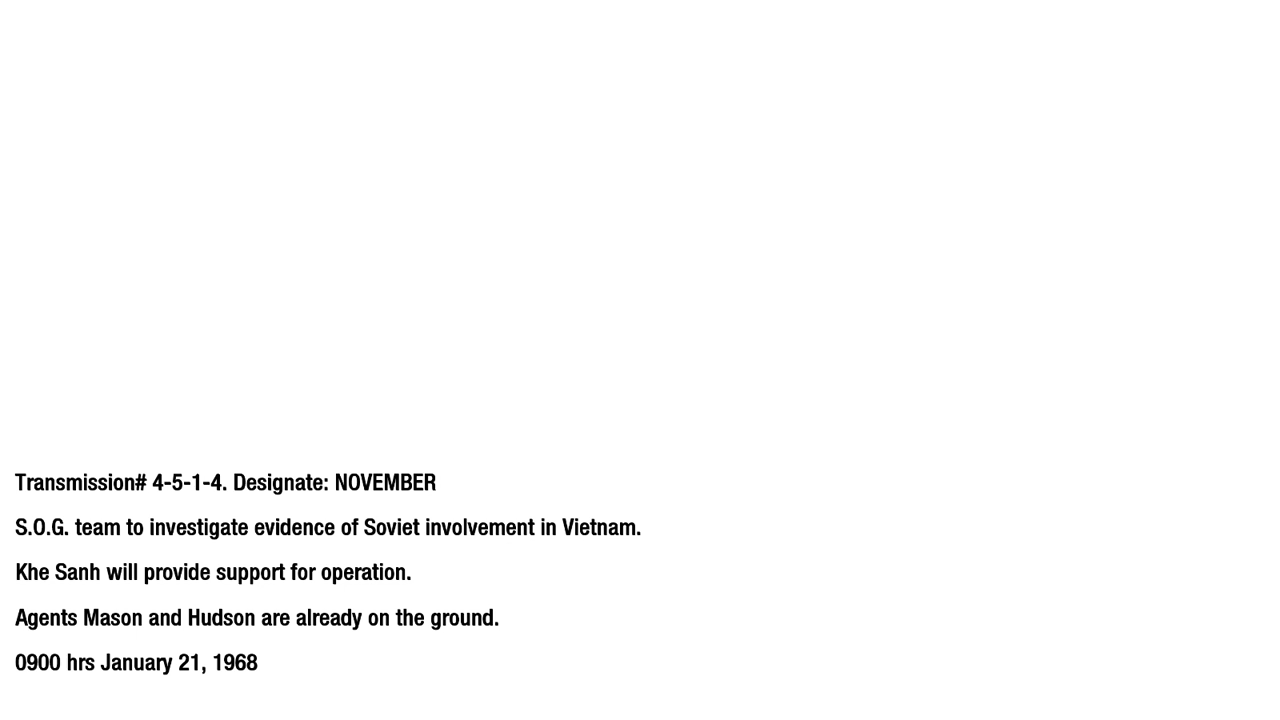 Transmission# 4-5-1-4. Designate: NOVEMBER
S.O.G. team to investigate evidence of Soviet involvement in Vietnam.
Khe Sanh will provide support for operation.
Agents Mason and Hudson are already on the ground.
0900 hrs January 21, 1968